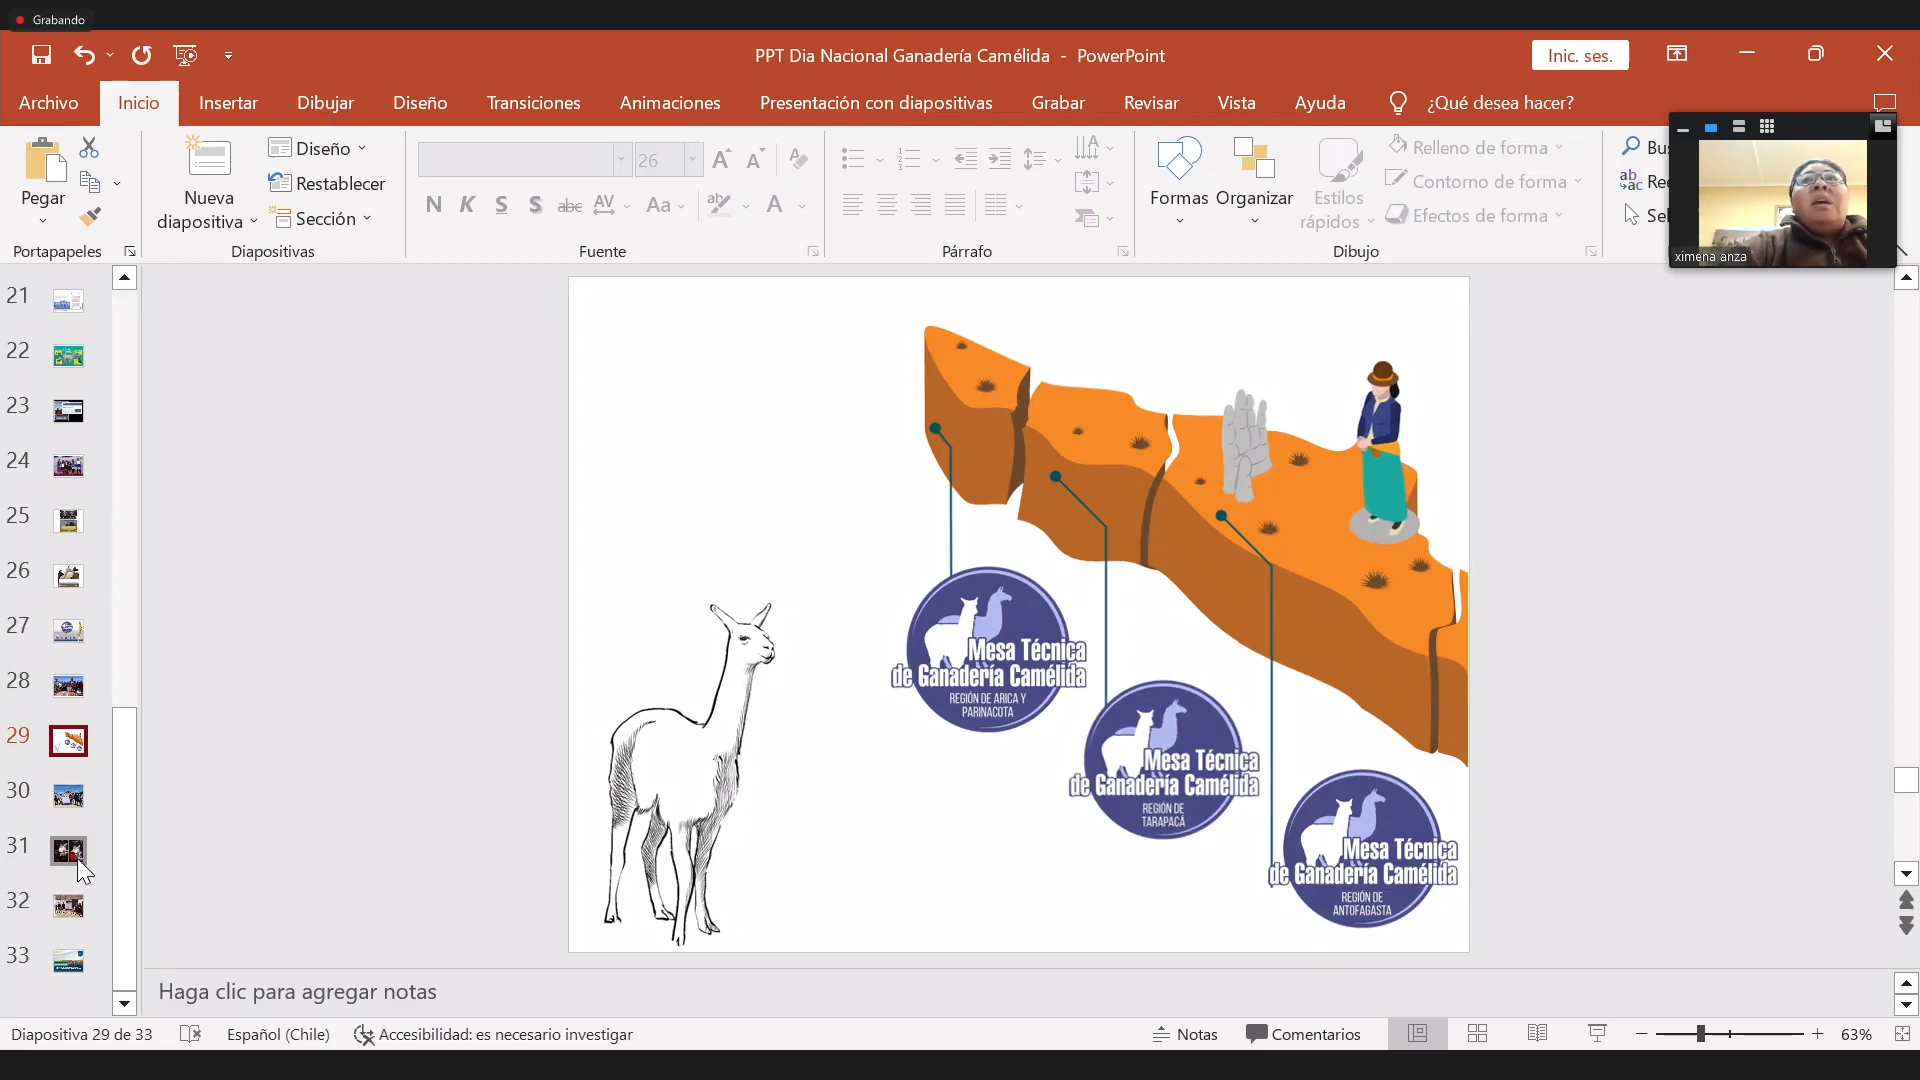 Grabando
PPT Dia Nacional Ganadería Camélida - PowerPoint
Inic. ses.
Archivo Inicio Insertar Dibujar Diseño Transiciones Animaciones Presentación con diapositivas Grabar Revisar Vista Ayuda ¿Qué desea hacer?
Pegar
Nueva diapositiva
Diseño
Restablecer
Sección
26
N K S S abc AV Aa A
Formas
Organizar
Estilos rápidos
Relleno de forma
Contorno de forma
Efectos de forma
ximena anza
Portapapeles Diapositivas Fuente Párrafo Dibujo
21
22
23
24
25
26
27
28
29
30
31
32
33
Mesa Técnica
de Ganadería Camélida
REGIÓN DE ARICA Y
PARINACOTA
Mesa Técnica
de Ganadería Camélida
REGIÓN DE
TARAPACÁ
Mesa Técnica
de Ganadería Camélida
REGIÓN DE
ANTOFAGASTA
Haga clic para agregar notas
Diapositiva 29 de 33 Español (Chile) Accesibilidad: es necesario investigar Notas Comentarios 63%